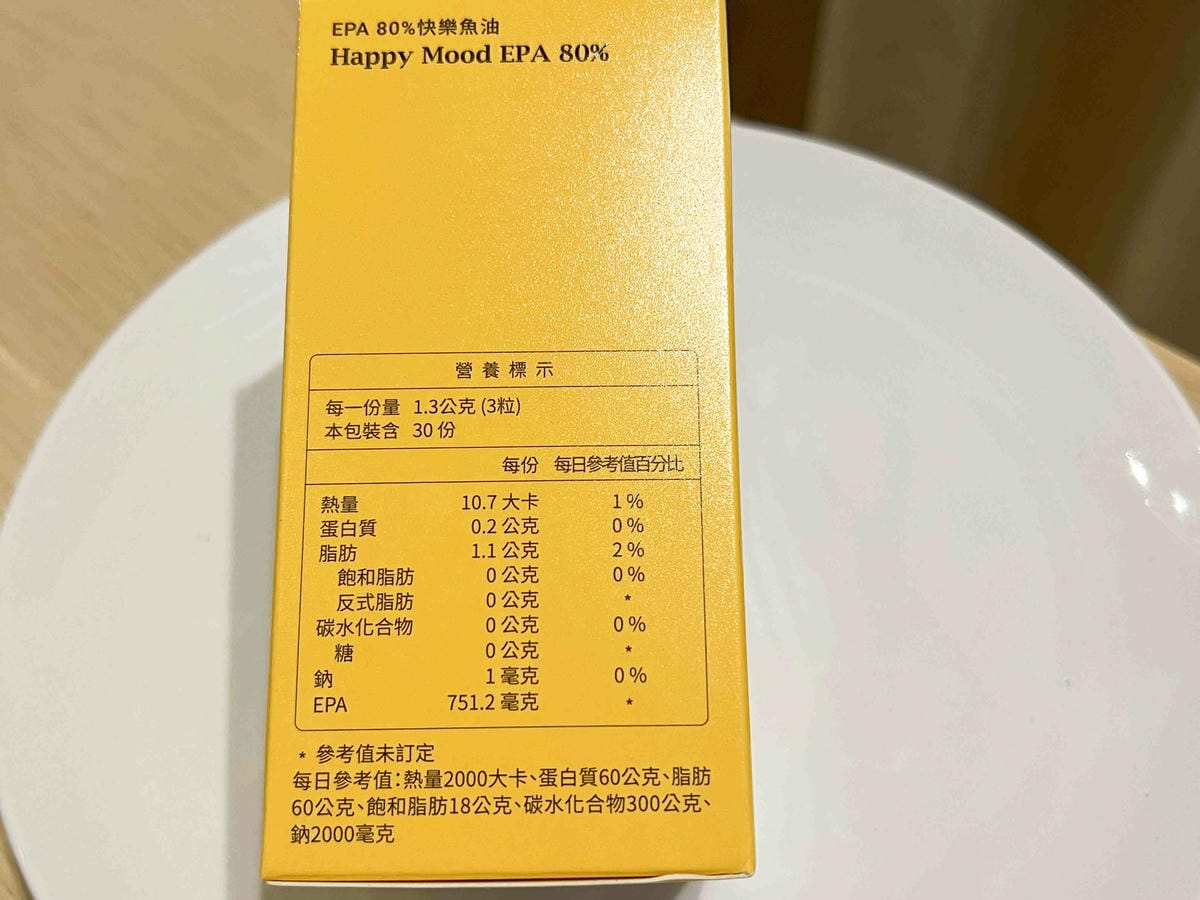 EPA 80%快樂魚油
Happy Mood EPA 80%
營養標示
每一份量 1.3公克 (3粒)
本包裝含 30 份
每份 每日參考值百分比
熱量 10.7 大卡 1 %
蛋白質 0.2 公克 0 %
脂肪 1.1 公克 2 %
飽和脂肪 0 公克 0 %
反式脂肪 0 公克 *
碳水化合物 0 公克 0 %
糖 0 公克 *
鈉 1 毫克 0 %
EPA 751.2 毫克 *
* 參考值未訂定
每日參考值:熱量2000大卡、蛋白質60公克、脂肪
60公克、飽和脂肪18公克、碳水化合物300公克、
鈉2000毫克